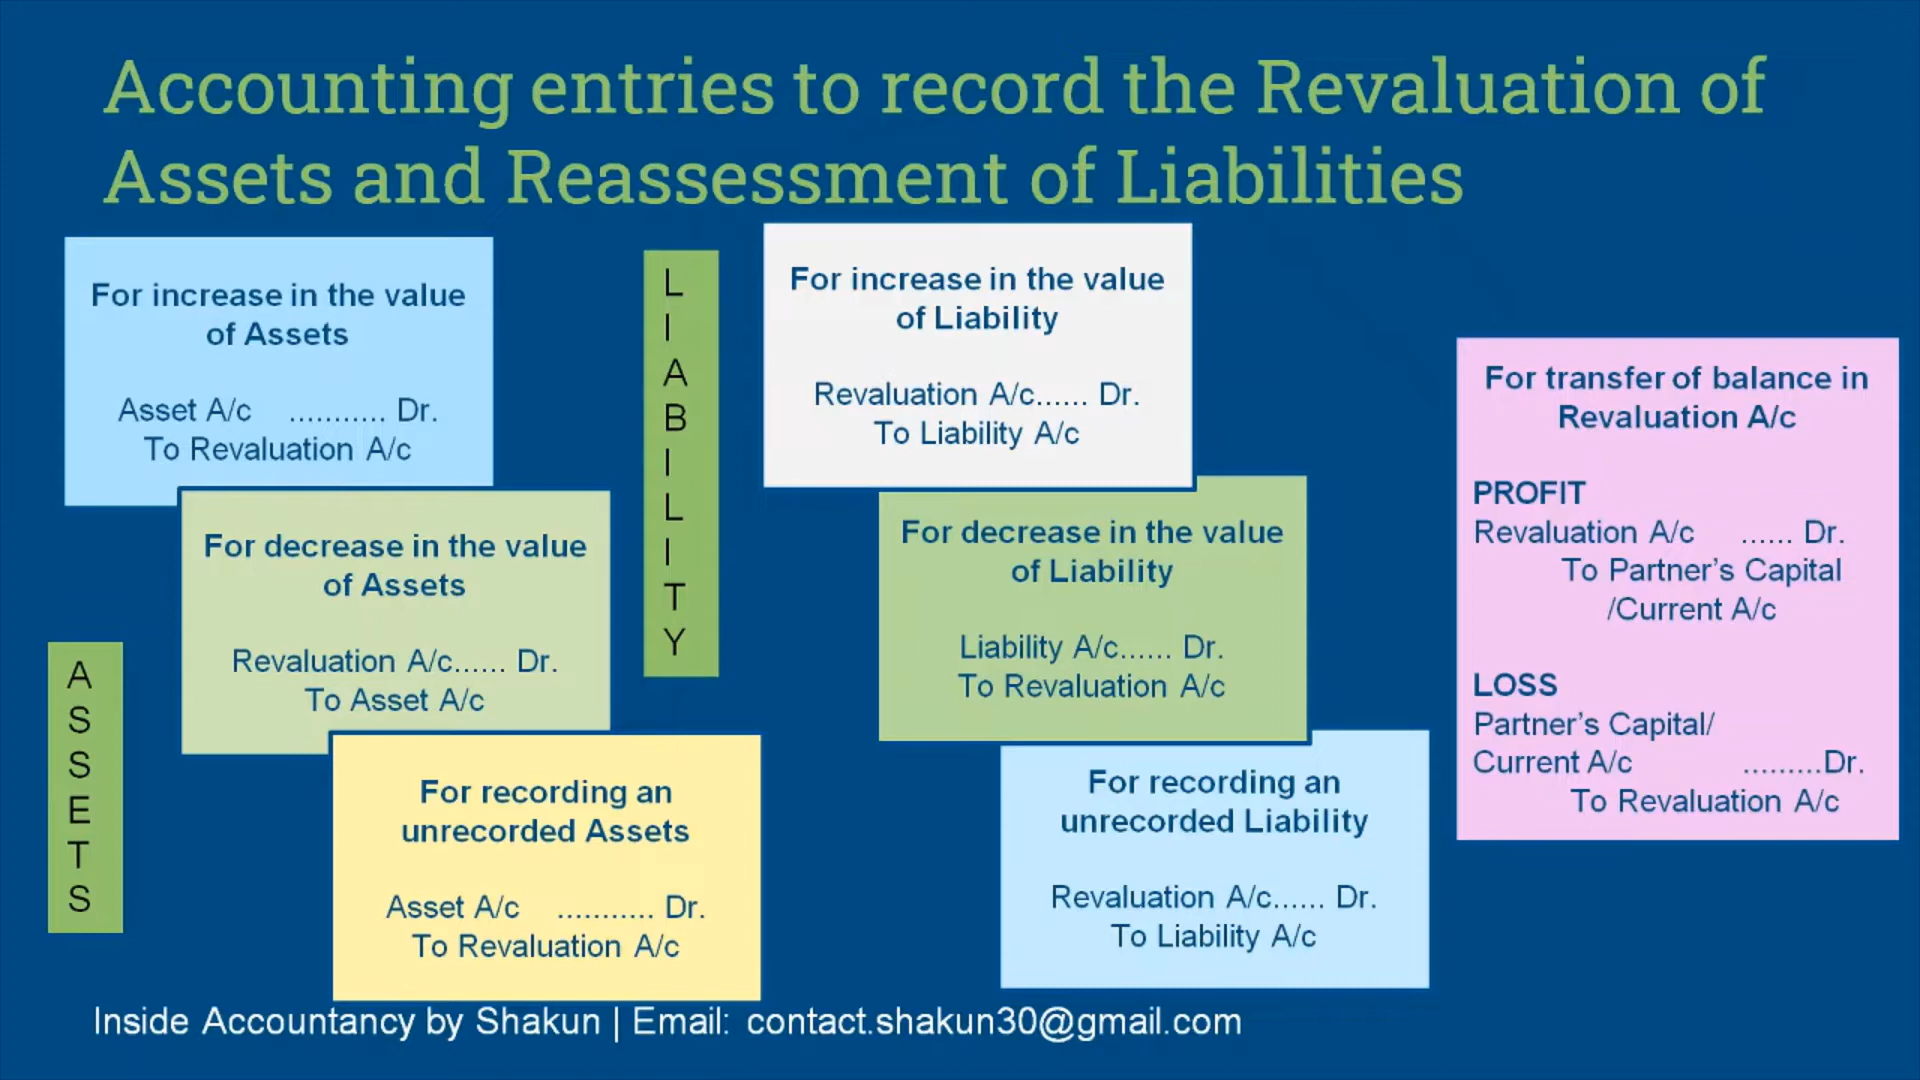 Accounting entries to record the Revaluation of
Assets and Reassessment of Liabilities
For increase in the value
of Assets
Asset A/c ........... Dr.
To Revaluation A/c
For decrease in the value
of Assets
Revaluation A/c...... Dr.
To Asset A/c
For recording an
unrecorded Assets
Asset A/c ........... Dr.
To Revaluation A/c
A
S
S
E
T
S
L
I
A
B
I
L
I
T
Y
For increase in the value
of Liability
Revaluation A/c...... Dr.
To Liability A/c
For decrease in the value
of Liability
Liability A/c...... Dr.
To Revaluation A/c
For recording an
unrecorded Liability
Revaluation A/c...... Dr.
To Liability A/c
For transfer of balance in
Revaluation A/c
PROFIT
Revaluation A/c ...... Dr.
To Partner’s Capital
/Current A/c
LOSS
Partner’s Capital/
Current A/c .........Dr.
To Revaluation A/c
Inside Accountancy by Shakun | Email: contact.shakun30@gmail.com